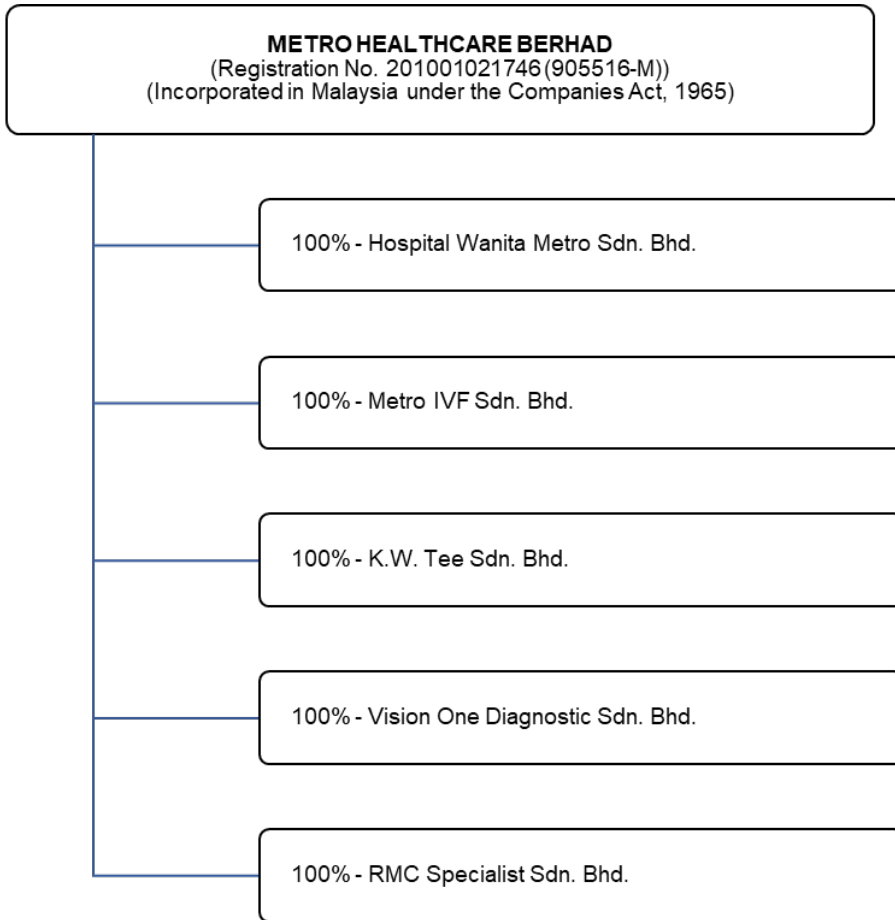 METRO HEALTHCARE BERHAD
(Registration No. 201001021746 (905516-M))
(Incorporated in Malaysia under the Companies Act, 1965)
100% - Hospital Wanita Metro Sdn. Bhd.
100% - Metro IVF Sdn. Bhd.
100% - K.W. Tee Sdn. Bhd.
100% - Vision One Diagnostic Sdn. Bhd.
100% - RMC Specialist Sdn. Bhd.